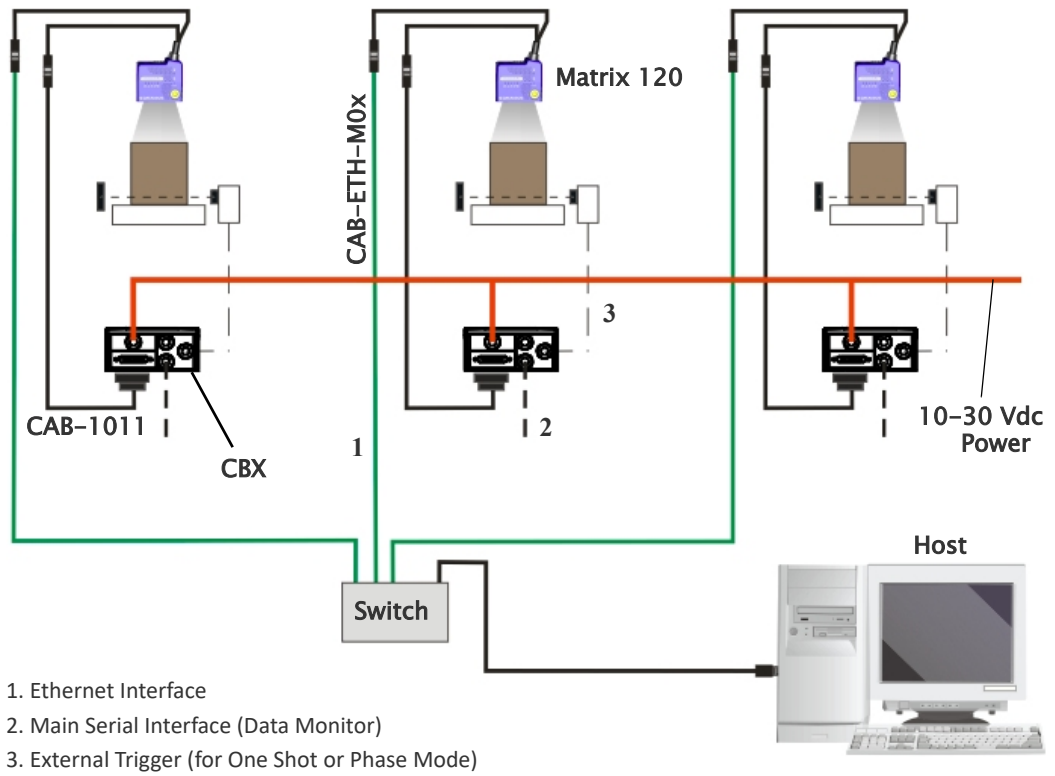 Matrix 120
CAB-ETH-M0x
3
CAB-1011
CBX
2
1
10-30 Vdc
Power
Host
Switch
1. Ethernet Interface
2. Main Serial Interface (Data Monitor)
3. External Trigger (for One Shot or Phase Mode)